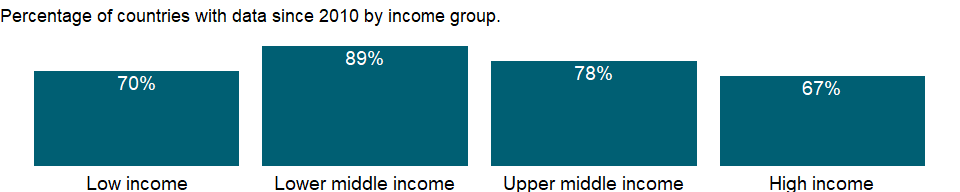 Percentage of countries with data since 2010 by income group.
70%
89%
78%
67%
Low income
Lower middle income
Upper middle income
High income